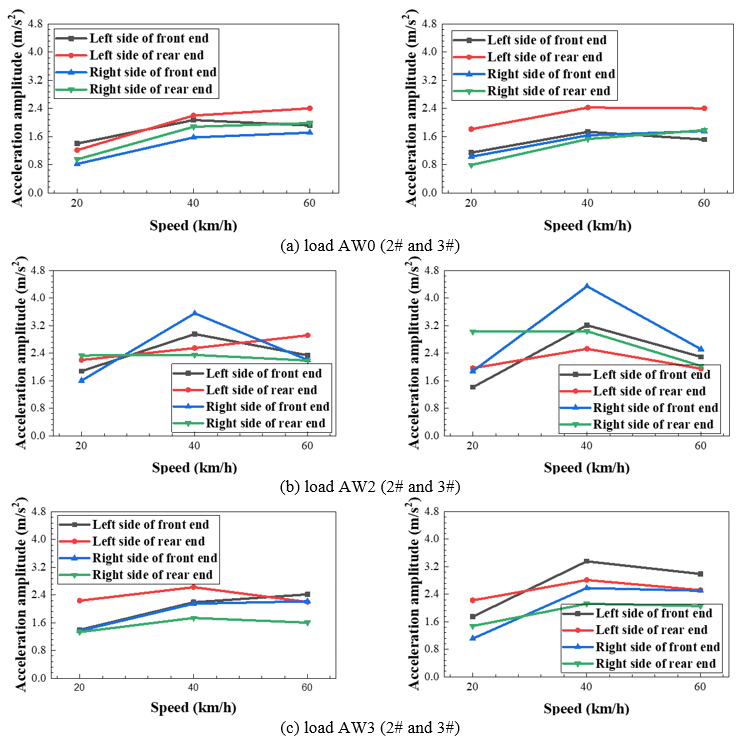 Acceleration amplitude (m/s²)
4.8
4.0
3.2
2.4
1.6
0.8
0.0
Left side of front end
Left side of rear end
Right side of front end
Right side of rear end
20 40 60
Speed (km/h)
Acceleration amplitude (m/s²)
4.8
4.0
3.2
2.4
1.6
0.8
0.0
Left side of front end
Left side of rear end
Right side of front end
Right side of rear end
20 40 60
Speed (km/h)
(a) load AW0 (2# and 3#)
Acceleration amplitude (m/s²)
4.8
4.0
3.2
2.4
1.6
0.8
0.0
Left side of front end
Left side of rear end
Right side of front end
Right side of rear end
20 40 60
Speed (km/h)
Acceleration amplitude (m/s²)
4.8
4.0
3.2
2.4
1.6
0.8
0.0
Left side of front end
Left side of rear end
Right side of front end
Right side of rear end
20 40 60
Speed (km/h)
(b) load AW2 (2# and 3#)
Acceleration amplitude (m/s²)
4.8
4.0
3.2
2.4
1.6
0.8
0.0
Left side of front end
Left side of rear end
Right side of front end
Right side of rear end
20 40 60
Speed (km/h)
Acceleration amplitude (m/s²)
4.8
4.0
3.2
2.4
1.6
0.8
0.0
Left side of front end
Left side of rear end
Right side of front end
Right side of rear end
20 40 60
Speed (km/h)
(c) load AW3 (2# and 3#)